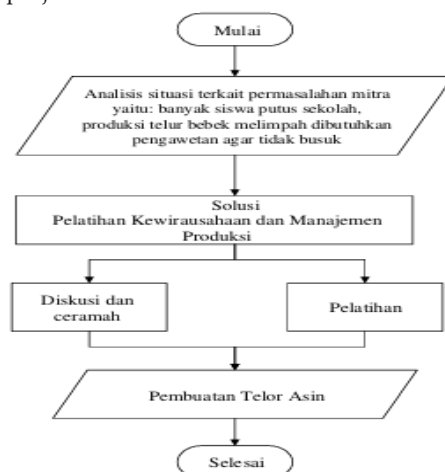 Mulai
Analisis situasi terkait permasalahan mitra
yaitu: banyak siswa putus sekolah,
produksi telur bebek melimpah dibutuhkan
pengawetan agar tidak busuk
Solusi
Pelatihan Kewirausahaan dan Manajemen
Produksi
Diskusi dan
ceramah
Pelatihan
Pembuatan Telor Asin
Selesai